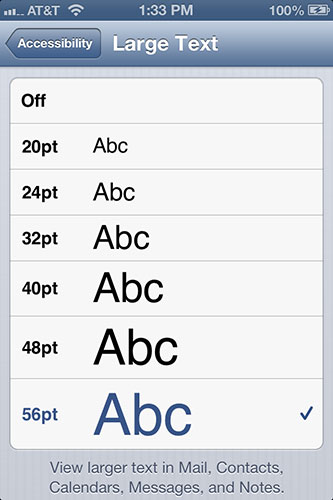 AT&T 1:33 PM 100%
Accessibility Large Text
Off
20pt Abc
24pt Abc
32pt Abc
40pt Abc
48pt Abc
56pt Abc
View larger text in Mail, Contacts,
Calendars, Messages, and Notes.